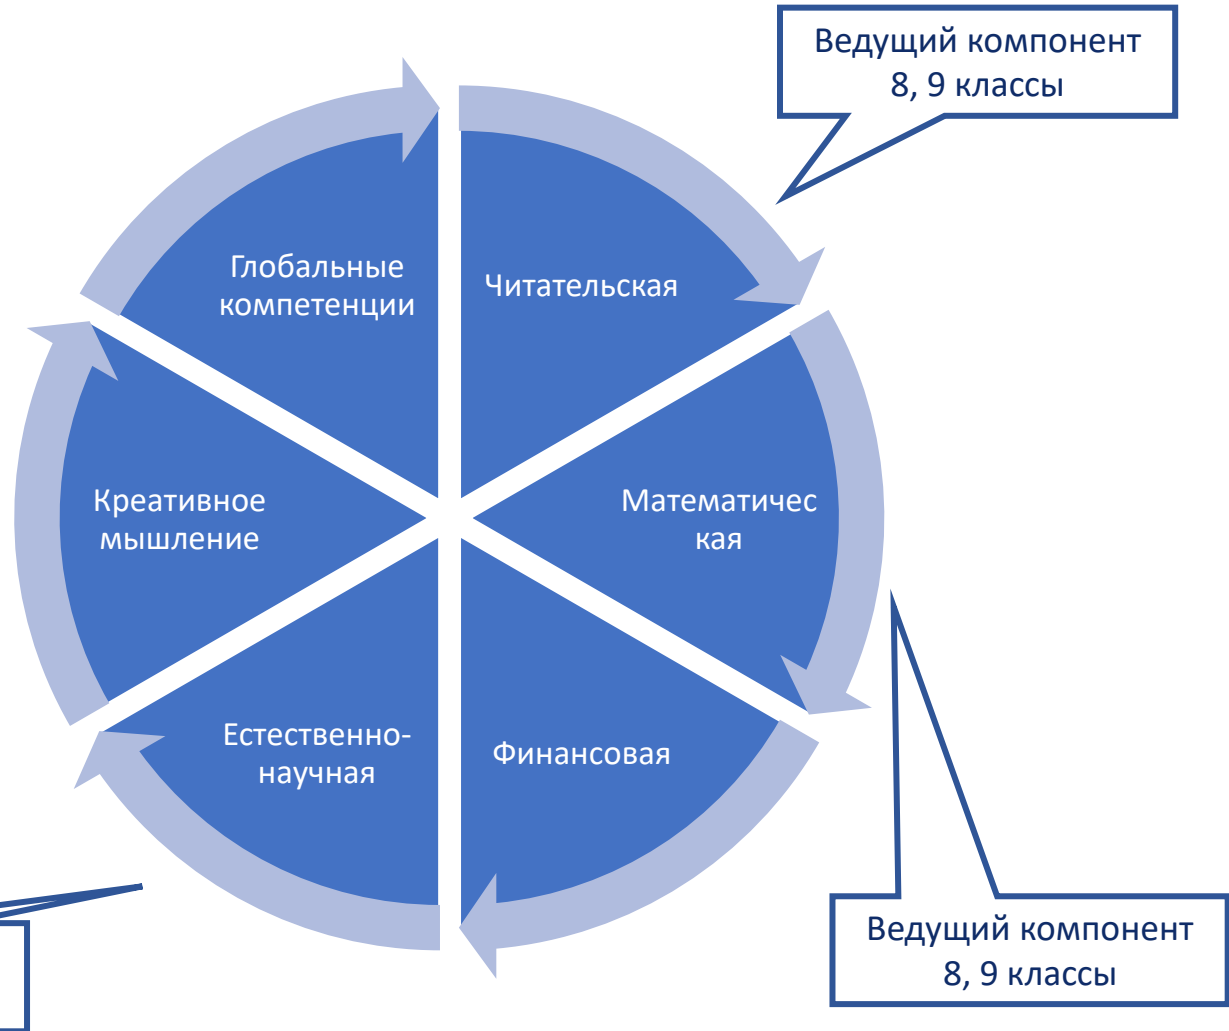 Ведущий компонент
8, 9 классы
Глобальные
компетенции
Читательская
Креативное
мышление
Математичес
кая
Естественно-
научная
Финансовая
Ведущий компонент
8, 9 классы